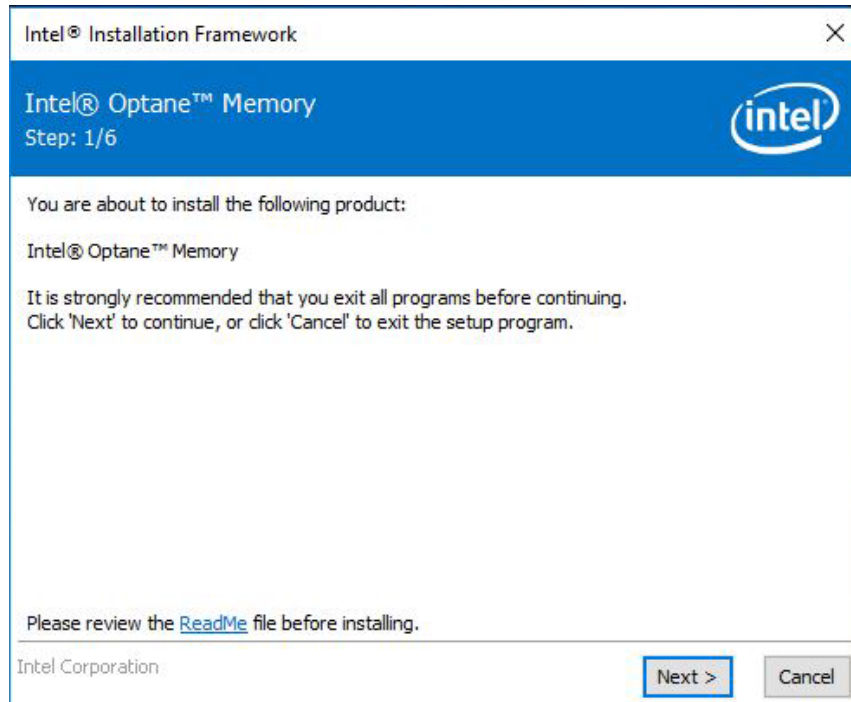 Intel® Installation Framework
Intel® Optane™ Memory
Step: 1/6
intel
You are about to install the following product:
Intel® Optane™ Memory
It is strongly recommended that you exit all programs before continuing.
Click 'Next' to continue, or click 'Cancel' to exit the setup program.
Please review the ReadMe file before installing.
Intel Corporation
Next >
Cancel